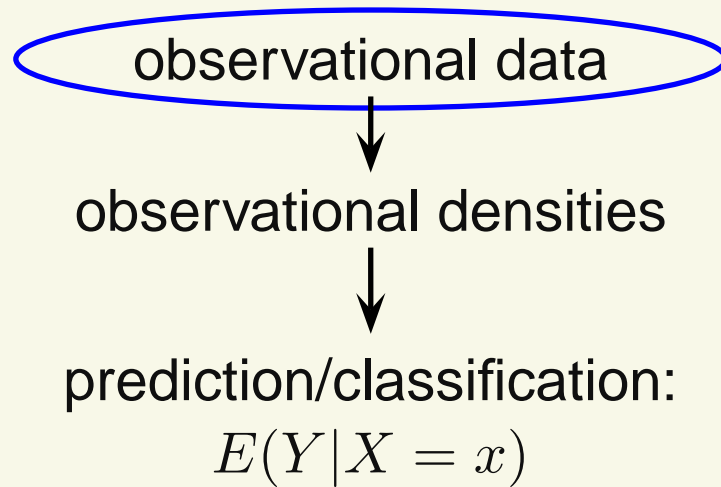 observational data
observational densities
prediction/classification:
E(Y|X = x)